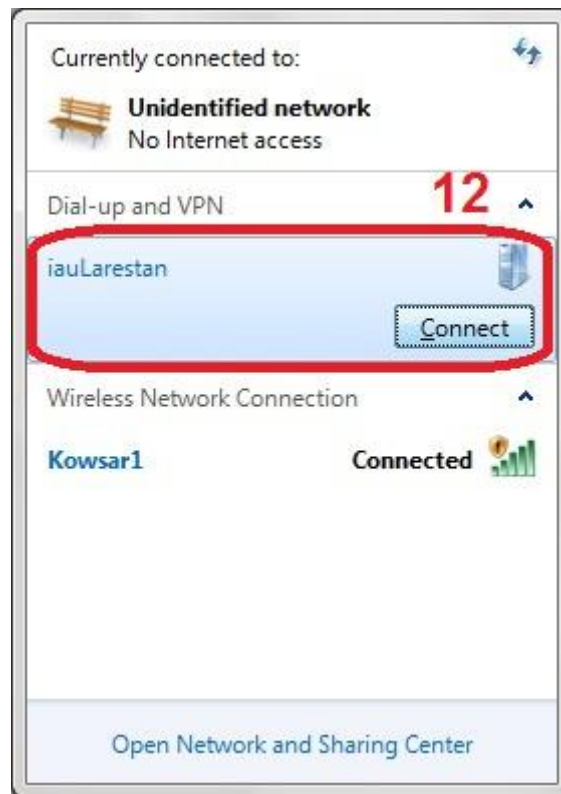 Currently connected to:
Unidentified network
No Internet access
12
Dial-up and VPN
iauLarestan
Connect
Wireless Network Connection
Kowsar1 Connected
Open Network and Sharing Center